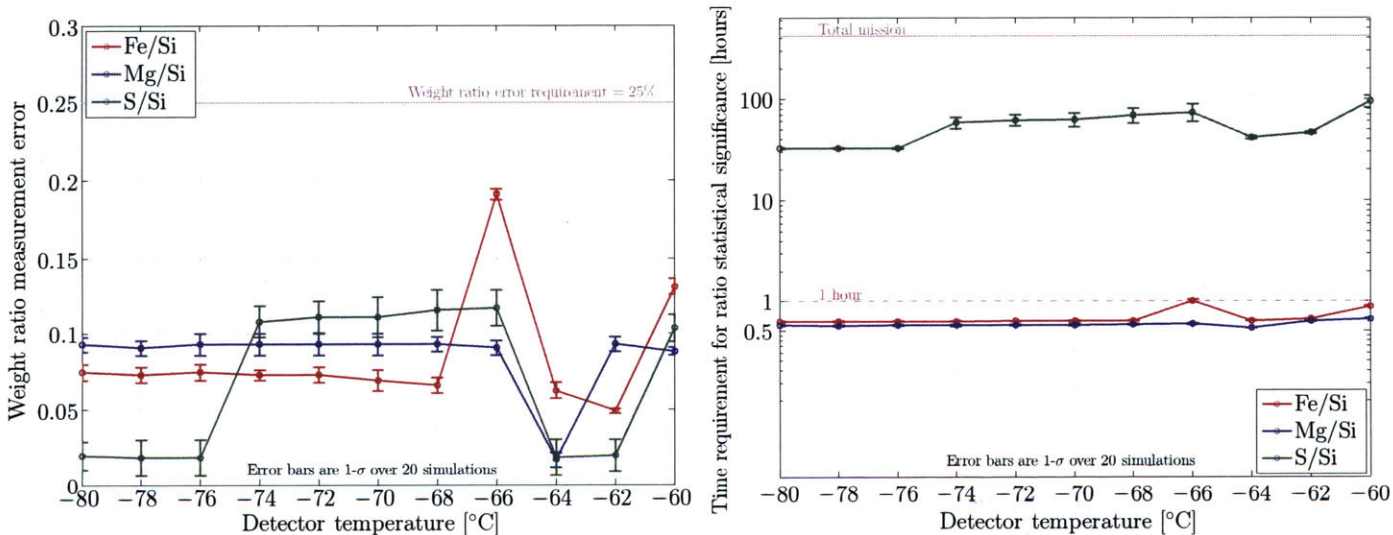 0.3
0.25
0.2
0.15
0.1
0.05
0
Weight ratio measurement error
Fe/Si
Mg/Si
S/Si
Weight ratio error requirement = 25%
Error bars are 1-σ over 20 simulations
−80 −78 −76 −74 −72 −70 −68 −66 −64 −62 −60
Detector temperature [°C]
Time requirement for ratio statistical significance [hours]
100
10
1
0.5
Total mission
1 hour
Fe/Si
Mg/Si
S/Si
Error bars are 1-σ over 20 simulations
−80 −78 −76 −74 −72 −70 −68 −66 −64 −62 −60
Detector temperature [°C]